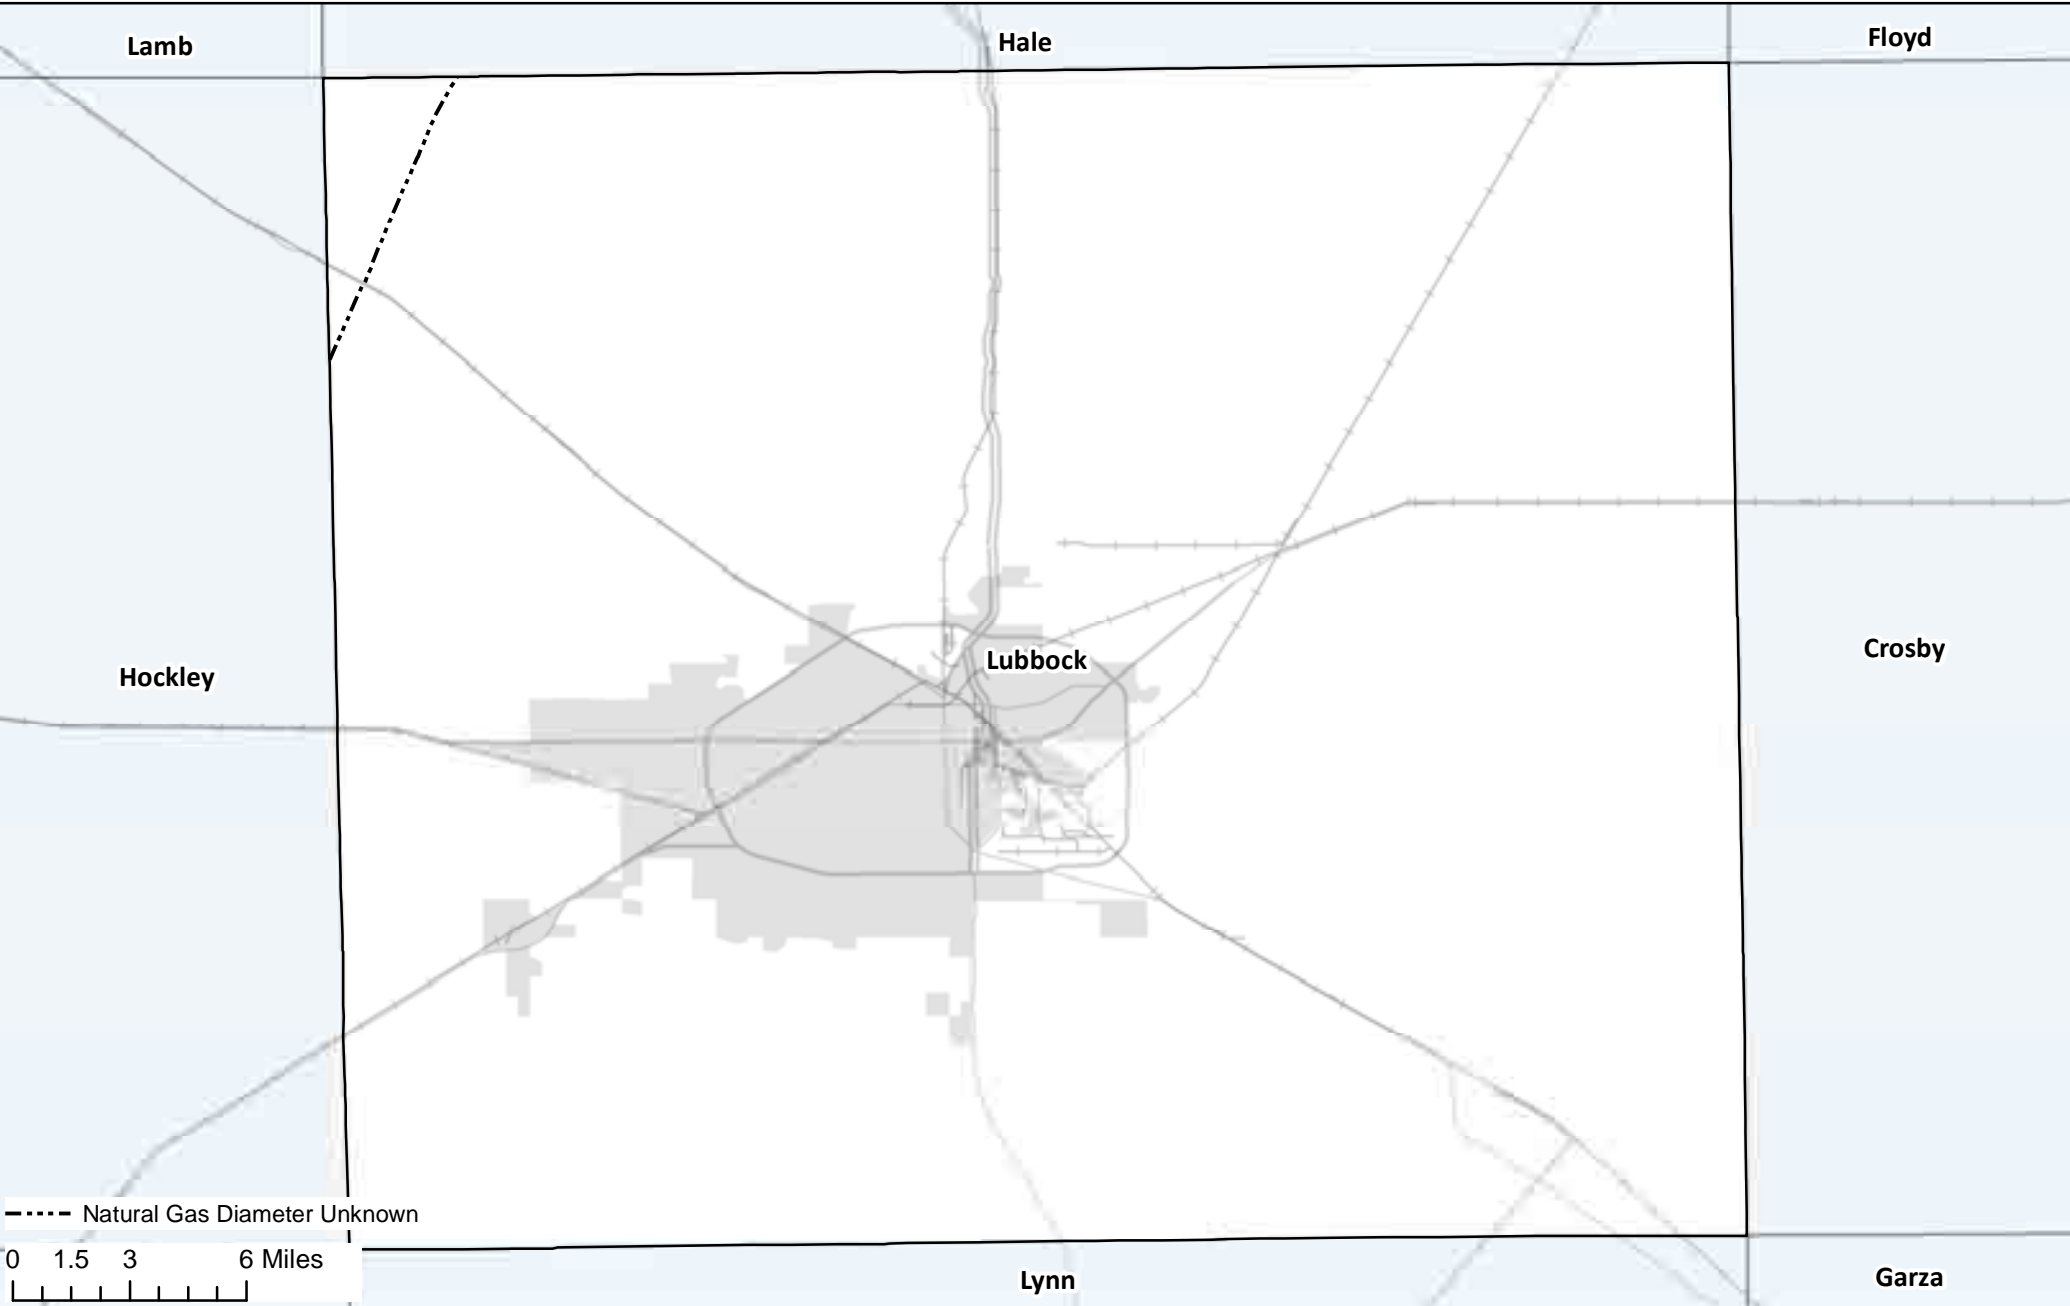 Lamb
Hale
Floyd
Lubbock
Hockley
Crosby
Natural Gas Diameter Unknown
0 1.5 3 6 Miles
Lynn
Garza